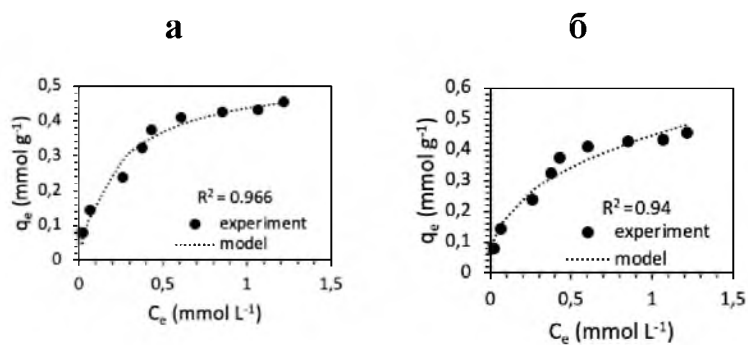 а
0,5
0,4
0,3
0,2
0,1
0
qₑ (mmol g⁻¹)
R² = 0.966
experiment
model
0 0,5 1 1,5
Cₑ (mmol L⁻¹)
б
0,6
0,5
0,4
0,3
0,2
0,1
0
qₑ (mmol g⁻¹)
R² = 0.94
experiment
model
0 0,5 1 1,5
Cₑ (mmol L⁻¹)